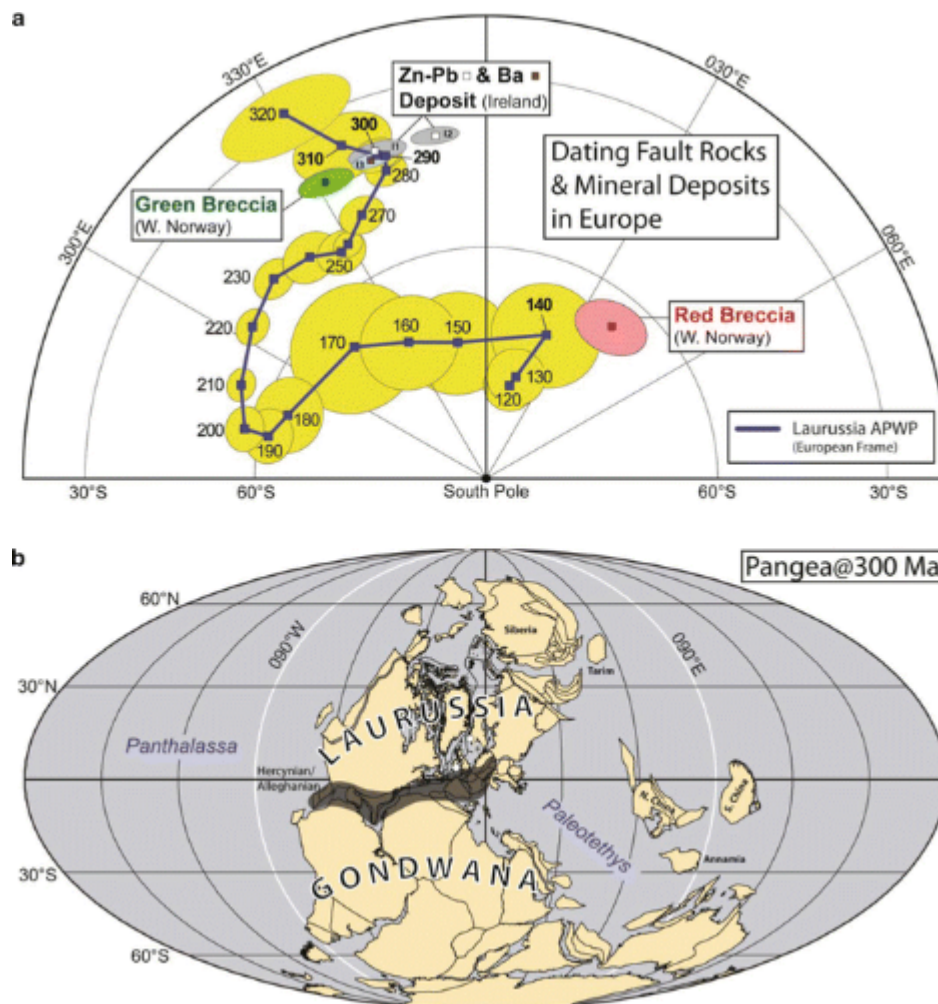 a
330°E
030°E
Zn-Pb & Ba
Deposit (Ireland)
320
300
I1
I2
310
I3
290
280
Dating Fault Rocks
& Mineral Deposits
in Europe
Green Breccia
(W. Norway)
270
300°E
060°E
250
230
220
170
160
150
140
Red Breccia
(W. Norway)
210
130
120
200
180
190
Laurussia APWP
(European Frame)
30°S
60°S
South Pole
60°S
30°S
b
Pangea@300 Ma
60°N
Siberia
090°W
090°E
Tarim
30°N
LAURUSSIA
Panthalassa
Hercynian/
Alleghanian
N. China
S. China
Paleotethys
Annamia
30°S
GONDWANA
60°S